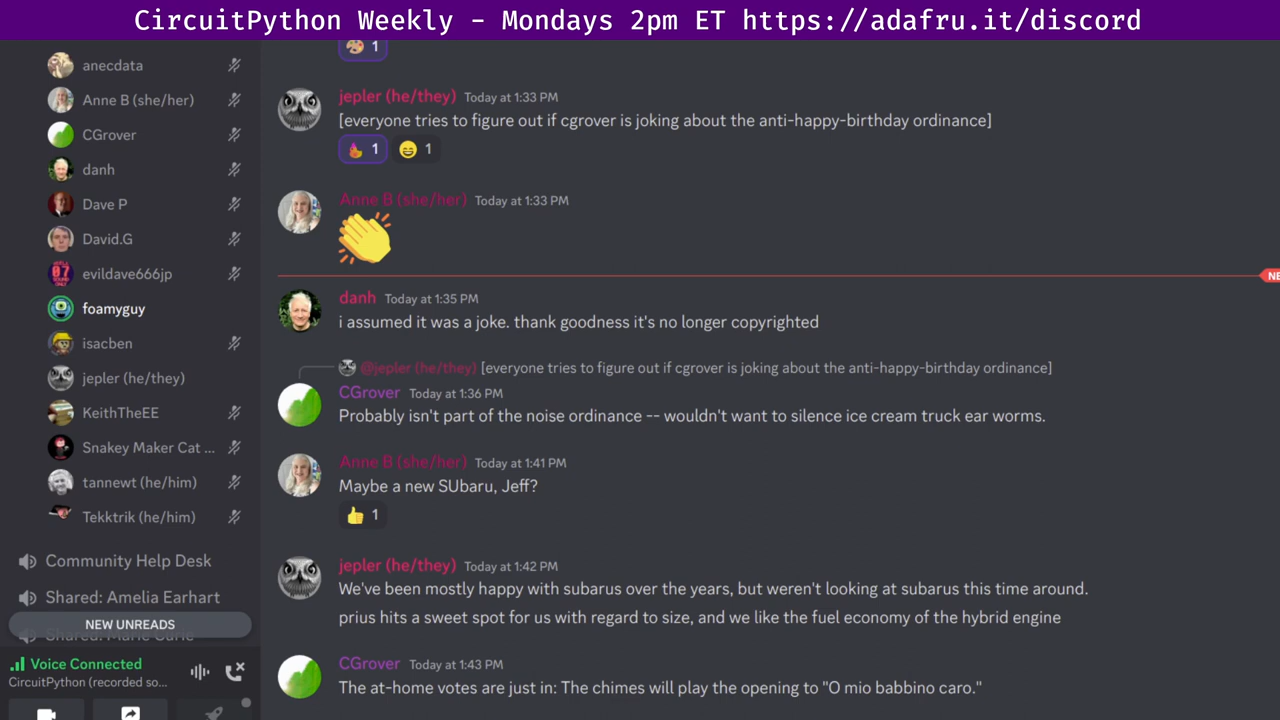 CircuitPython Weekly - Mondays 2pm ET https://adafru.it/discord
anecdata
Anne B (she/her)
CGrover
danh
Dave P
David.G
evildave666jp
foamyguy
isacben
jepler (he/they)
KeithTheEE
Snakey Maker Cat ...
tannewt (he/him)
Tekktrik (he/him)
Community Help Desk
Shared: Amelia Earhart
NEW UNREADS
Shared: Marie Curie
Voice Connected
CircuitPython (recorded so...
1
jepler (he/they) Today at 1:33 PM
[everyone tries to figure out if cgrover is joking about the anti-happy-birthday ordinance]
1 1
Anne B (she/her) Today at 1:33 PM
NE
danh Today at 1:35 PM
i assumed it was a joke. thank goodness it's no longer copyrighted
@jepler (he/they) [everyone tries to figure out if cgrover is joking about the anti-happy-birthday ordinance]
CGrover Today at 1:36 PM
Probably isn't part of the noise ordinance -- wouldn't want to silence ice cream truck ear worms.
Anne B (she/her) Today at 1:41 PM
Maybe a new SUbaru, Jeff?
1
jepler (he/they) Today at 1:42 PM
We've been mostly happy with subarus over the years, but weren't looking at subarus this time around.
prius hits a sweet spot for us with regard to size, and we like the fuel economy of the hybrid engine
CGrover Today at 1:43 PM
The at-home votes are just in: The chimes will play the opening to "O mio babbino caro."